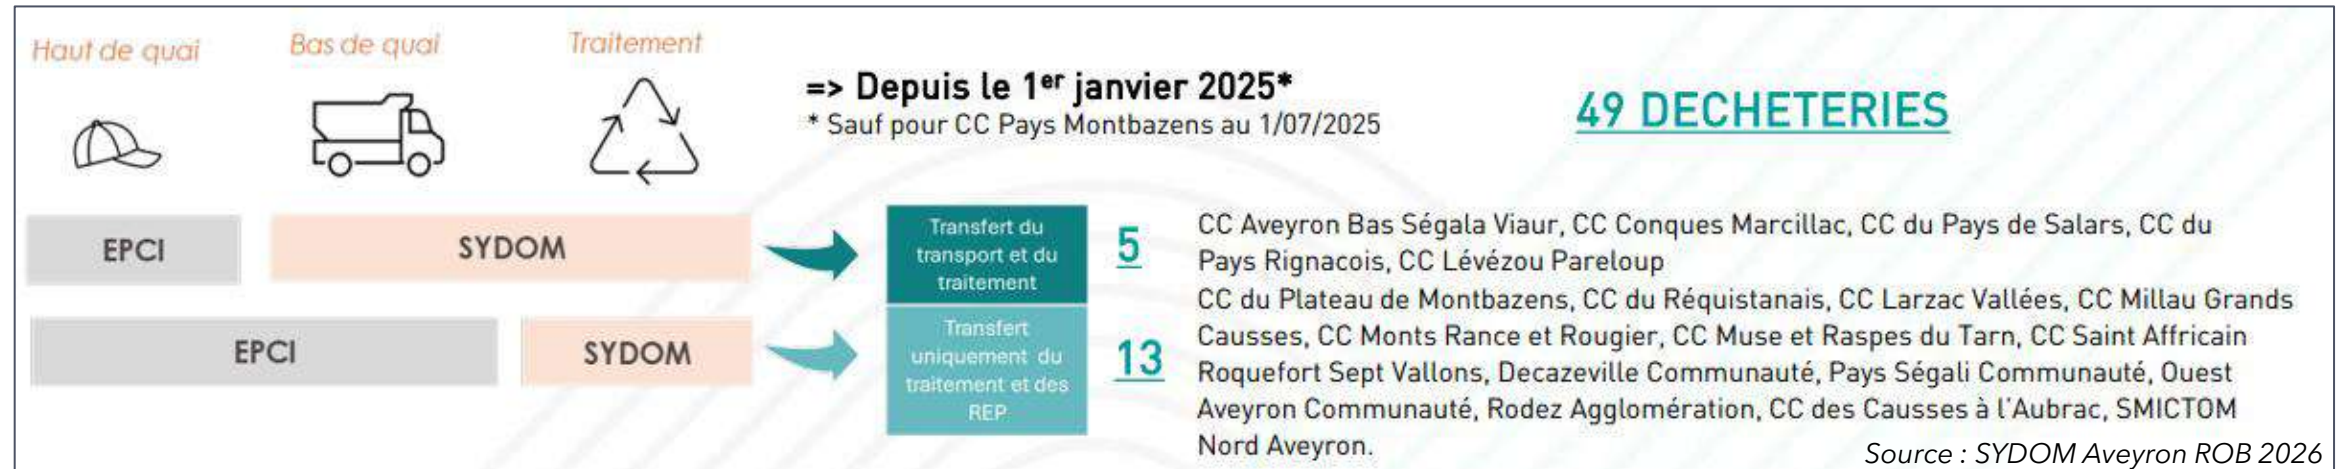 Haut de quai
Bas de quai
Traitement
=> Depuis le 1er janvier 2025*
* Sauf pour CC Pays Montbazens au 1/07/2025
49 DECHETERIES
EPCI
SYDOM
Transfert du
transport et du
traitement
5
CC Aveyron Bas Ségala Viaur, CC Conques Marcillac, CC du Pays de Salars, CC du
Pays Rignacois, CC Lévézou Pareloup
EPCI
SYDOM
Transfert
uniquement du
traitement et des
REP
13
CC du Plateau de Montbazens, CC du Réquistanais, CC Larzac Vallées, CC Millau Grands
Causses, CC Monts Rance et Rougier, CC Muse et Raspes du Tarn, CC Saint Affricain
Roquefort Sept Vallons, Decazeville Communauté, Pays Ségali Communauté, Ouest
Aveyron Communauté, Rodez Agglomération, CC des Causses à l'Aubrac, SMICTOM
Nord Aveyron.
Source : SYDOM Aveyron ROB 2026